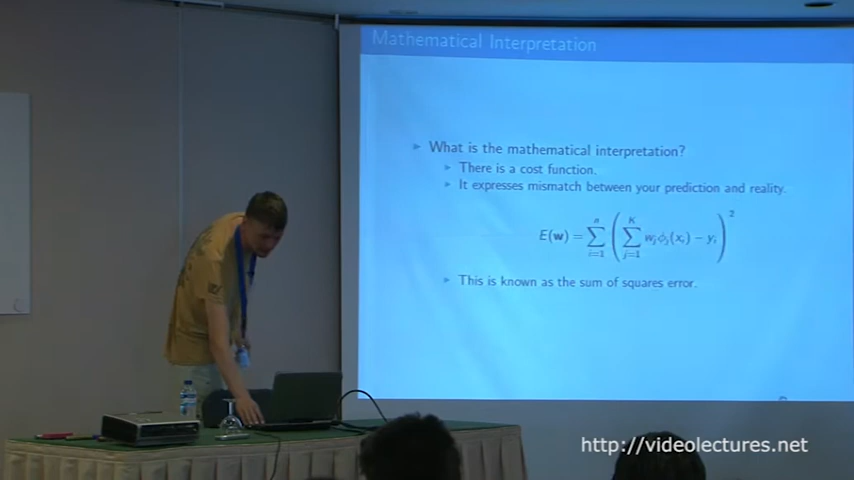 Mathematical Interpretation
What is the mathematical interpretation?
There is a cost function.
It expresses mismatch between your prediction and reality.
E(w) = ∑_{i=1}^{n} ( ∑_{j=1}^{K} w_j ϕ_j(x_i) − y_i )^2
This is known as the sum of squares error.
http://videolectures.net